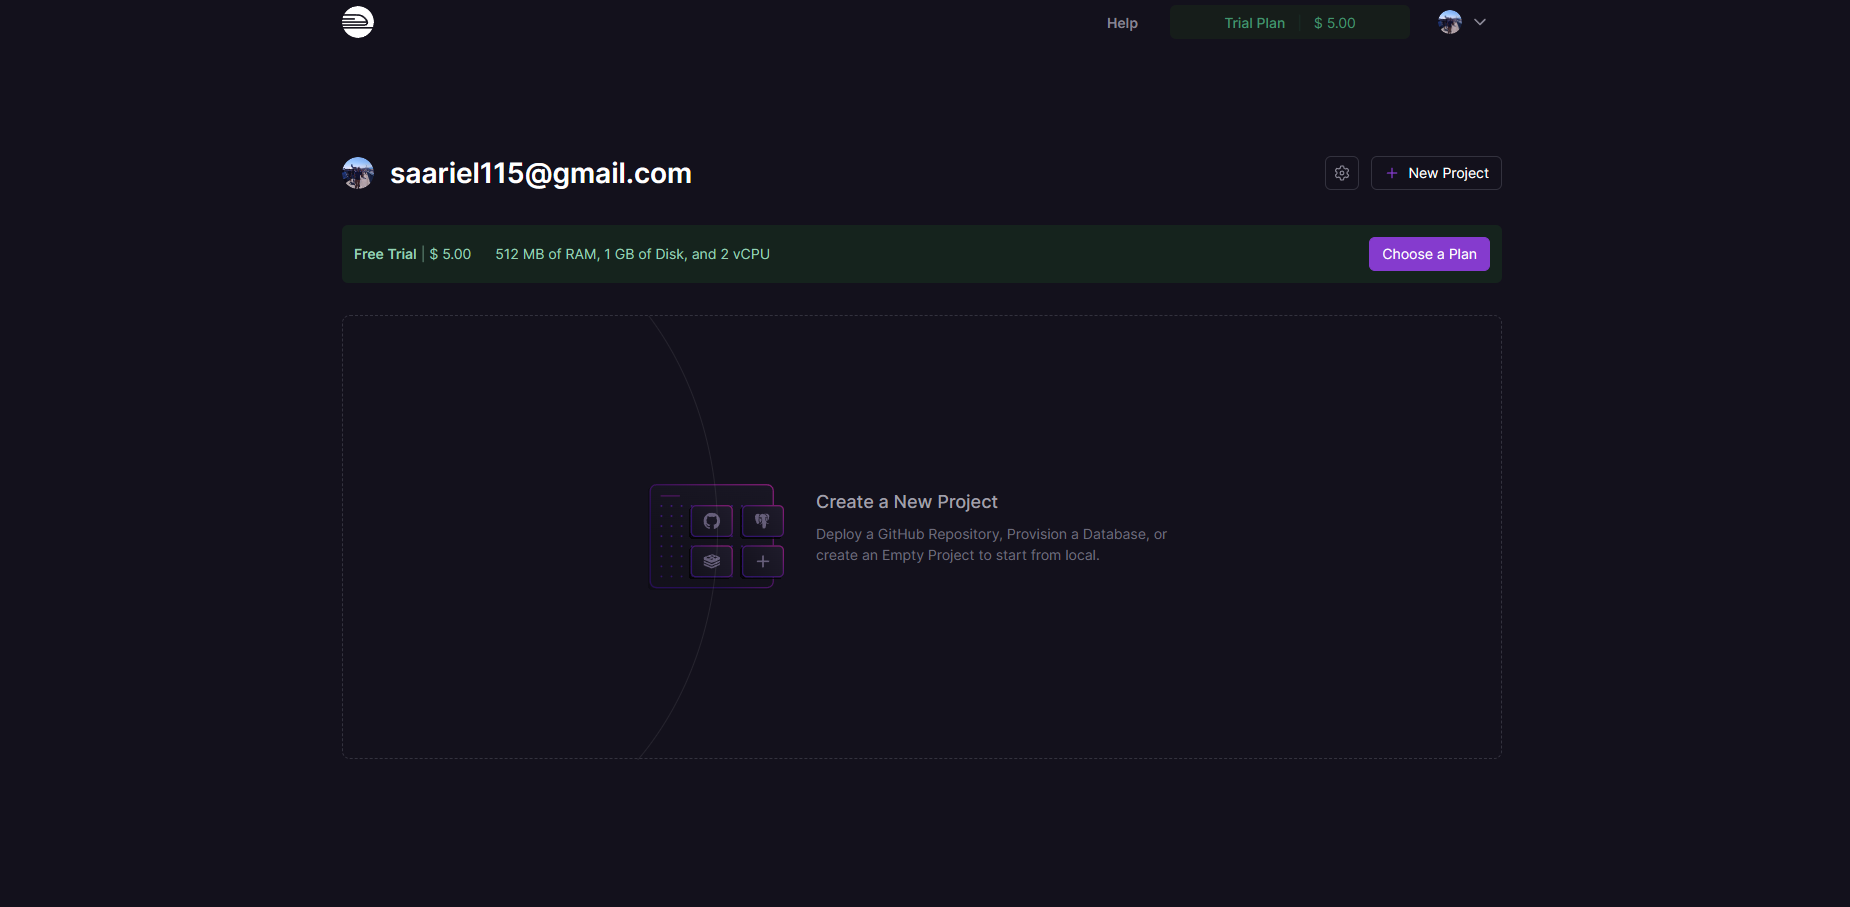 Help
Trial Plan $ 5.00
saariel115@gmail.com
New Project
Free Trial $ 5.00 512 MB of RAM, 1 GB of Disk, and 2 vCPU
Choose a Plan
Create a New Project
Deploy a GitHub Repository, Provision a Database, or
create an Empty Project to start from local.